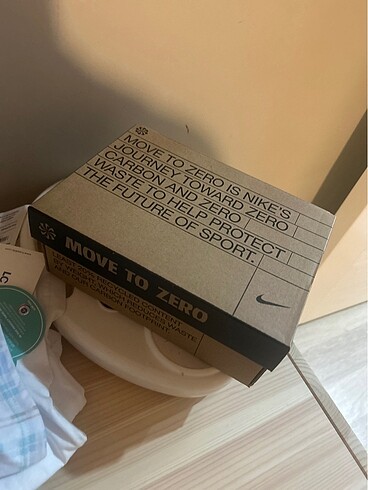 MOVE TO ZERO IS NIKE'S
JOURNEY TOWARD ZERO
CARBON AND ZERO
WASTE TO HELP PROTECT
THE FUTURE OF SPORT.
MOVE TO ZERO
WASTE